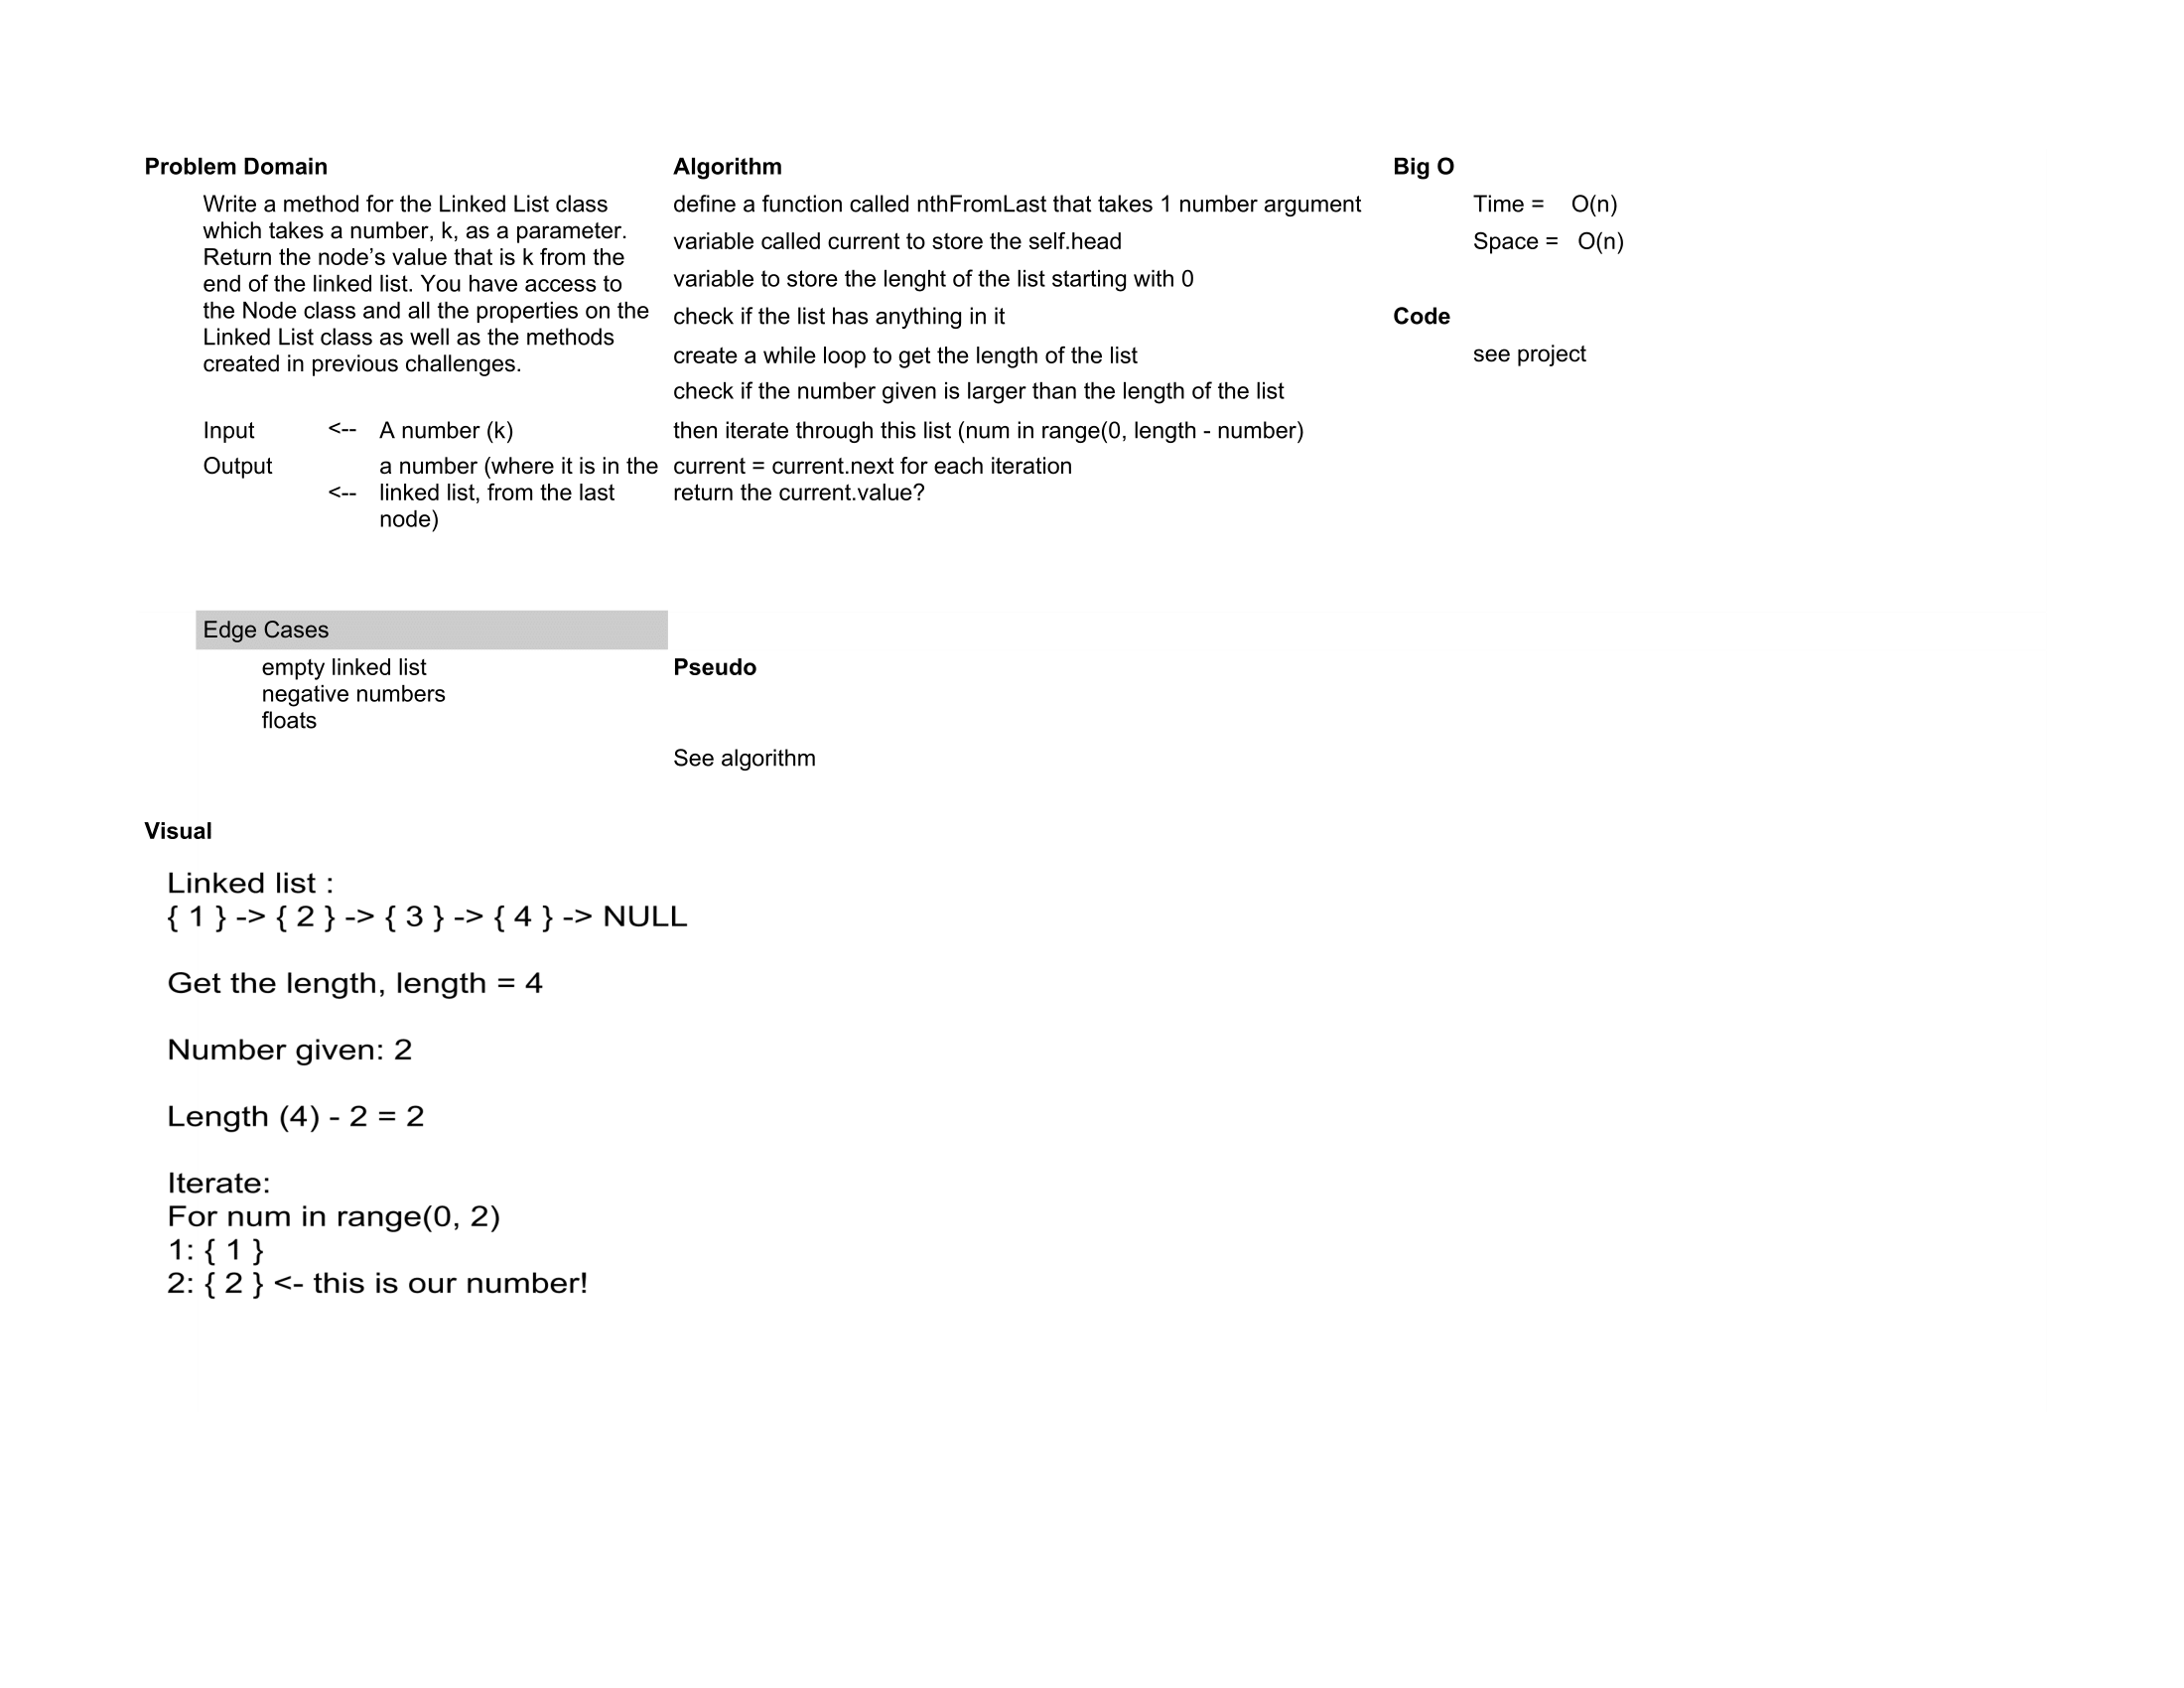 Problem Domain
Write a method for the Linked List class
which takes a number, k, as a parameter.
Return the node’s value that is k from the
end of the linked list. You have access to
the Node class and all the properties on the
Linked List class as well as the methods
created in previous challenges.
Input <-- A number (k)
Output <-- a number (where it is in the
linked list, from the last
node)
Edge Cases
empty linked list
negative numbers
floats
Algorithm
define a function called nthFromLast that takes 1 number argument
variable called current to store the self.head
variable to store the lenght of the list starting with 0
check if the list has anything in it
create a while loop to get the length of the list
check if the number given is larger than the length of the list
then iterate through this list (num in range(0, length - number)
current = current.next for each iteration
return the current.value?
Pseudo
See algorithm
Big O
Time = O(n)
Space = O(n)
Code
see project
Visual
Linked list :
{ 1 } -> { 2 } -> { 3 } -> { 4 } -> NULL
Get the length, length = 4
Number given: 2
Length (4) - 2 = 2
Iterate:
For num in range(0, 2)
1: { 1 }
2: { 2 } <- this is our number!